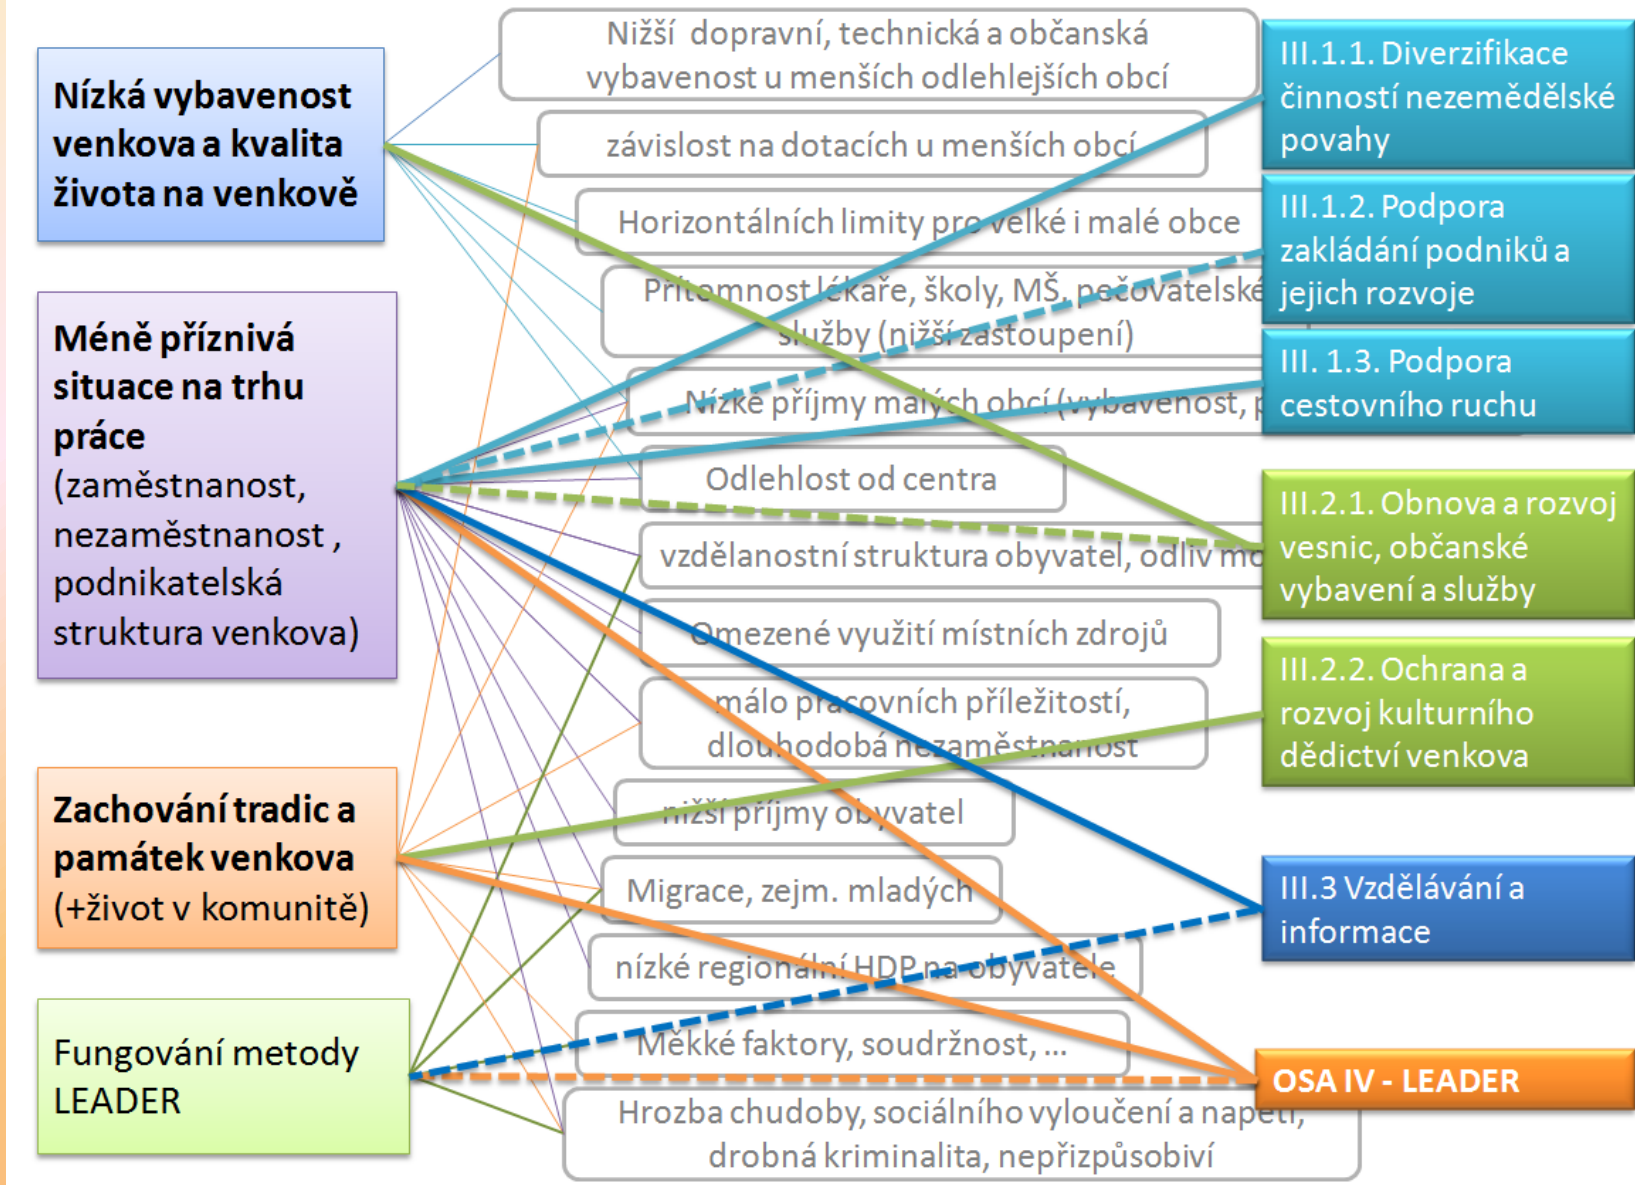 Nízká vybavenost
venkova a kvalita
života na venkově
Méně příznivá
situace na trhu
práce
(zaměstnanost,
nezaměstnanost ,
podnikatelská
struktura venkova)
Zachování tradic a
památek venkova
(+život v komunitě)
Fungování metody
LEADER
Nižší dopravní, technická a občanská
vybavenost u menších odlehlejších obcí
závislost na dotacích u menších obcí
Horizontálních limity pro velké i malé obce
Přítomnost lékaře, školy, MŠ, pečovatelské
služby (nižší zastoupení)
Nízké příjmy malých obcí (vybavenost,
Odlehlost od centra
vzdělanostní struktura obyvatel, odliv
Omezené využití místních zdrojů
málo pracovních příležitostí,
dlouhodobá nezaměstnanost
nižší příjmy obyvatel
Migrace, zejm. mladých
nízké regionální HDP na obyvatele
Měkké faktory, soudržnost, ...
Hrozba chudoby, sociálního vyloučení a napětí,
drobná kriminalita, nepřizpůsobiví
III.1.1. Diverzifikace
činností nezemědělské
povahy
III.1.2. Podpora
zakládání podniků a
jejich rozvoje
III. 1.3. Podpora
cestovního ruchu
III.2.1. Obnova a rozvoj
vesnic, občanské
vybavení a služby
III.2.2. Ochrana a
rozvoj kulturního
dědictví venkova
III.3 Vzdělávání a
informace
OSA IV - LEADER